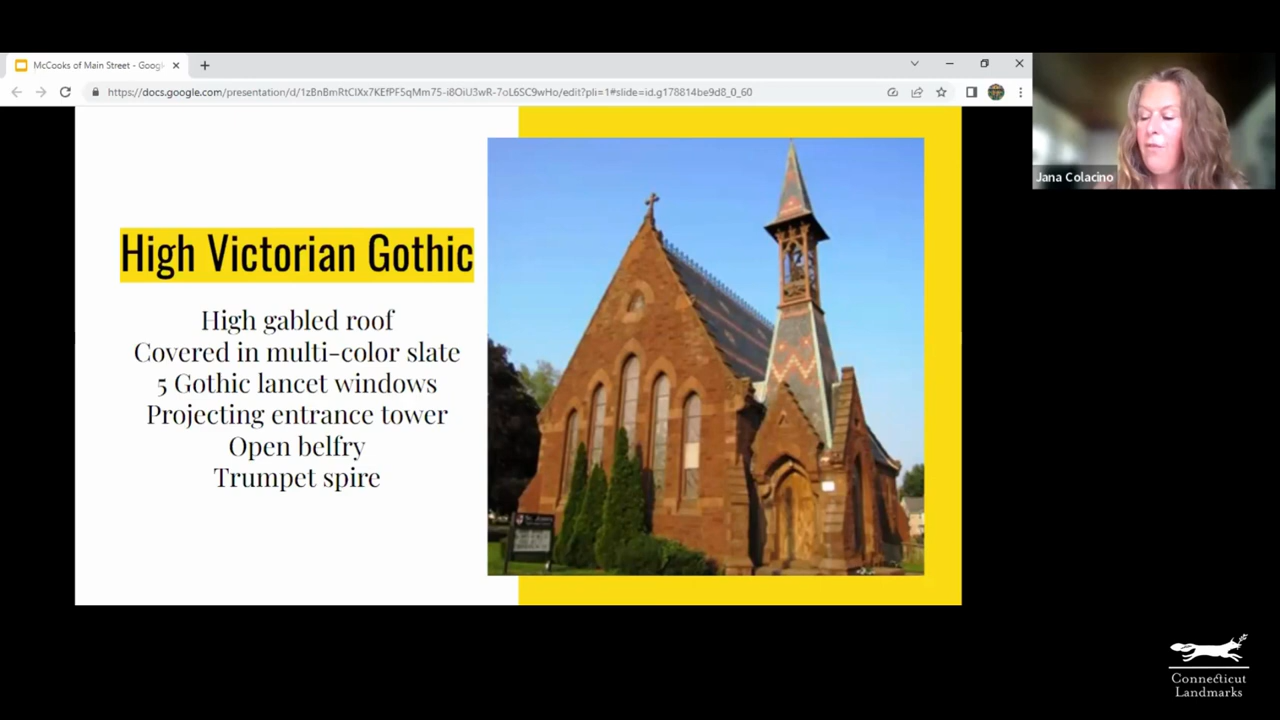 McCooks of Main Street - Goog
https://docs.google.com/presentation/d/1zBnBmRtClXx7KEfPF5qMm75-i8OiU3wR-7oL6SC9wHo/edit?pli=1#slide=id.g178814be9d8_0_60
Jana Colacino
High Victorian Gothic
High gabled roof
Covered in multi-color slate
5 Gothic lancet windows
Projecting entrance tower
Open belfry
Trumpet spire
Connecticut
Landmarks